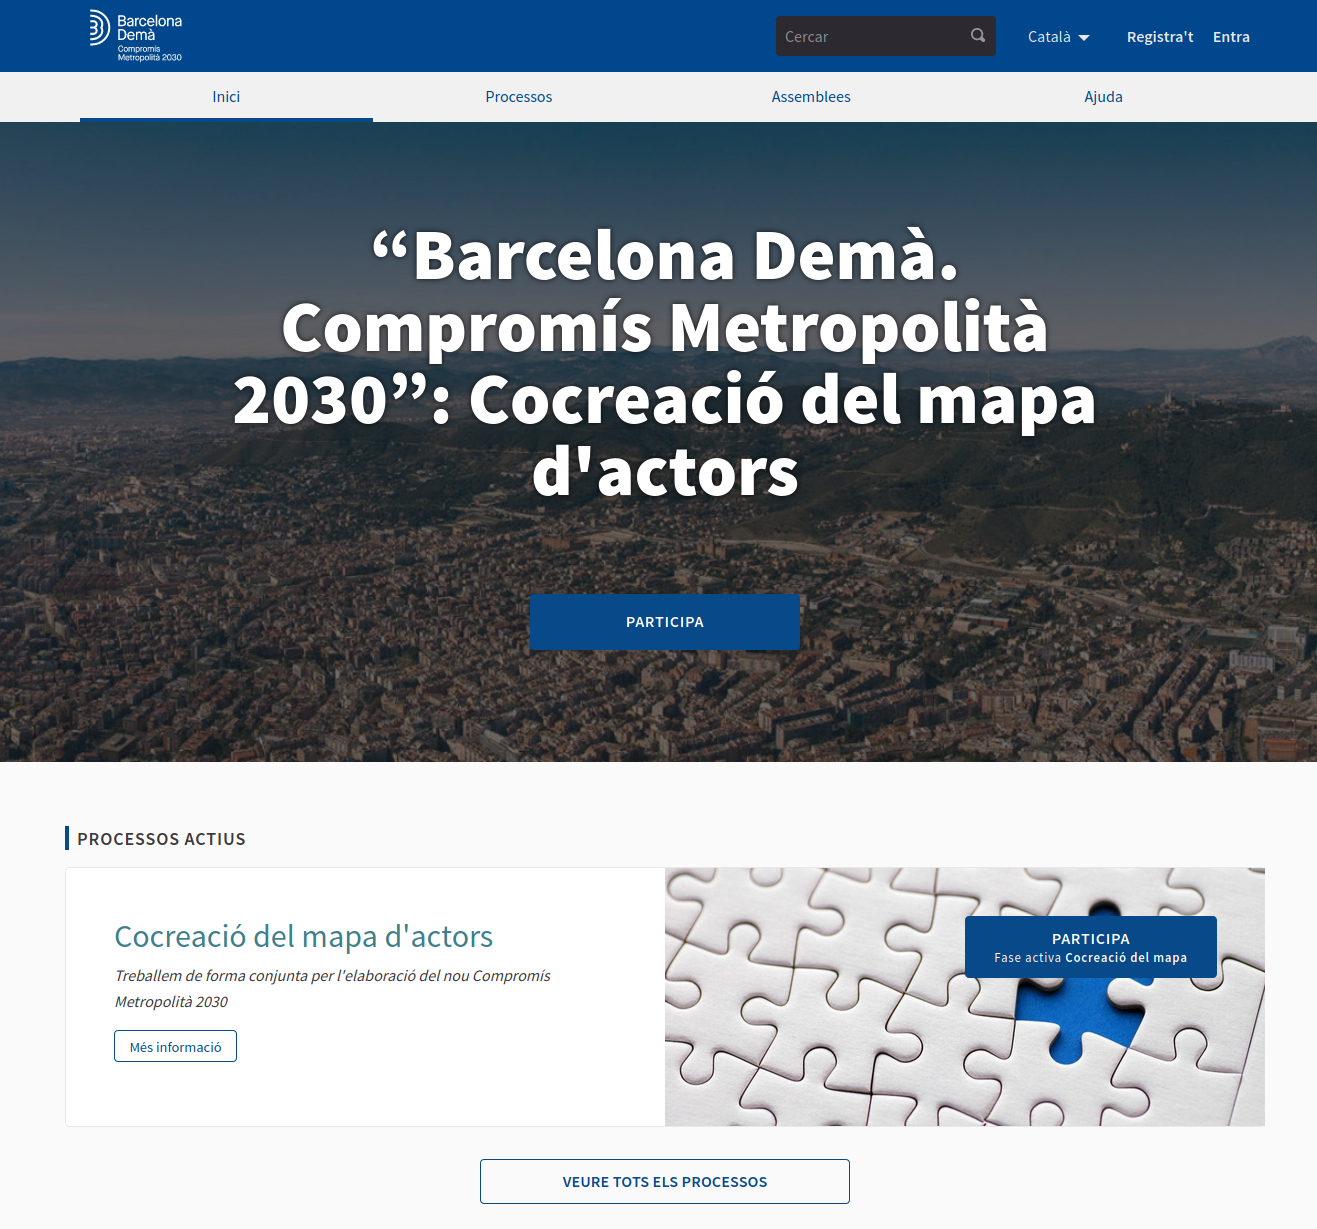 Barcelona
Demà
Compromís
Metropolità 2030
Cercar
Català
Registra't
Entra
Inici
Processos
Assemblees
Ajuda
“Barcelona Demà.
Compromís Metropolità
2030”: Cocreació del mapa
d'actors
PARTICIPA
PROCESSOS ACTIUS
Cocreació del mapa d'actors
Treballem de forma conjunta per l'elaboració del nou Compromís
Metropolità 2030
Més informació
PARTICIPA
Fase activa Cocreació del mapa
VEURE TOTS ELS PROCESSOS